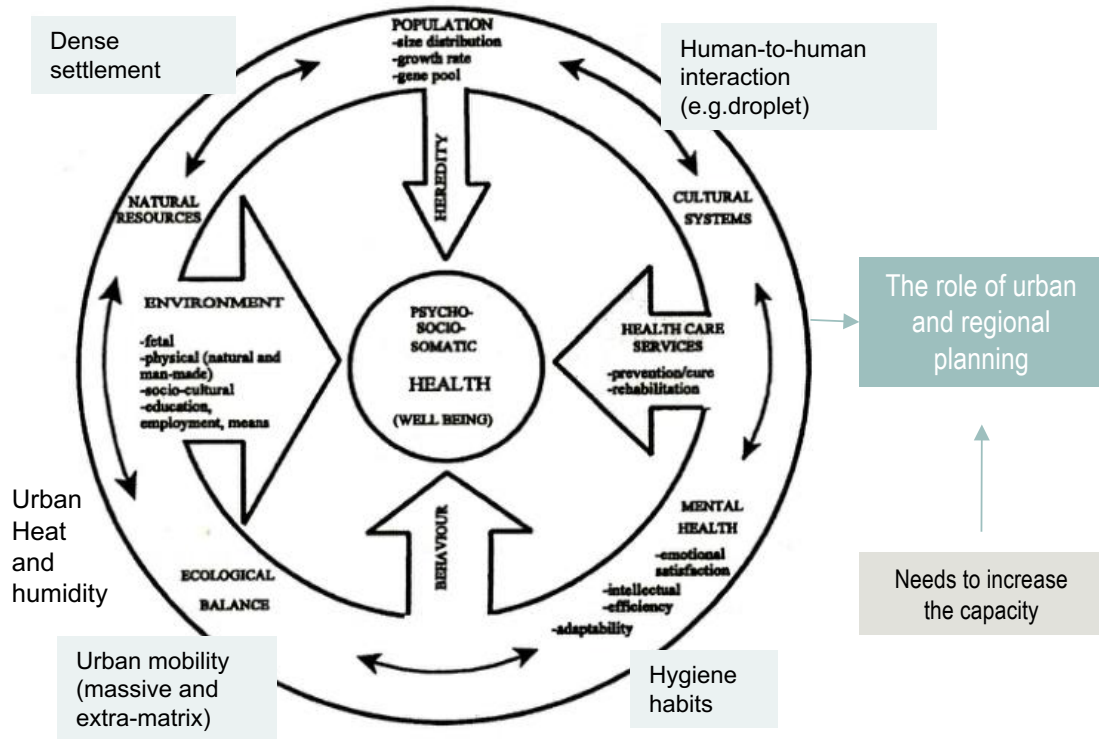 Dense
settlement
POPULATION
-size distribution
-growth rate
-gene pool
Human-to-human
interaction
(e.g.droplet)
HEREDITY
NATURAL
RESOURCES
CULTURAL
SYSTEMS
ENVIRONMENT
-fetal
-physical (natural and
man-made)
-socio-cultural
-education,
employment, means
PSYCHO-
SOCIO-
SOMATIC
HEALTH
(WELL BEING)
HEALTH CARE
SERVICES
-prevention/cure
-rehabilitation
The role of urban
and regional
planning
Urban
Heat
and
humidity
ECOLOGICAL
BALANCE
BEHAVIOUR
MENTAL
HEALTH
-emotional
satisfaction
-intellectual
-efficiency
-adaptability
Needs to increase
the capacity
Urban mobility
(massive and
extra-matrix)
Hygiene
habits